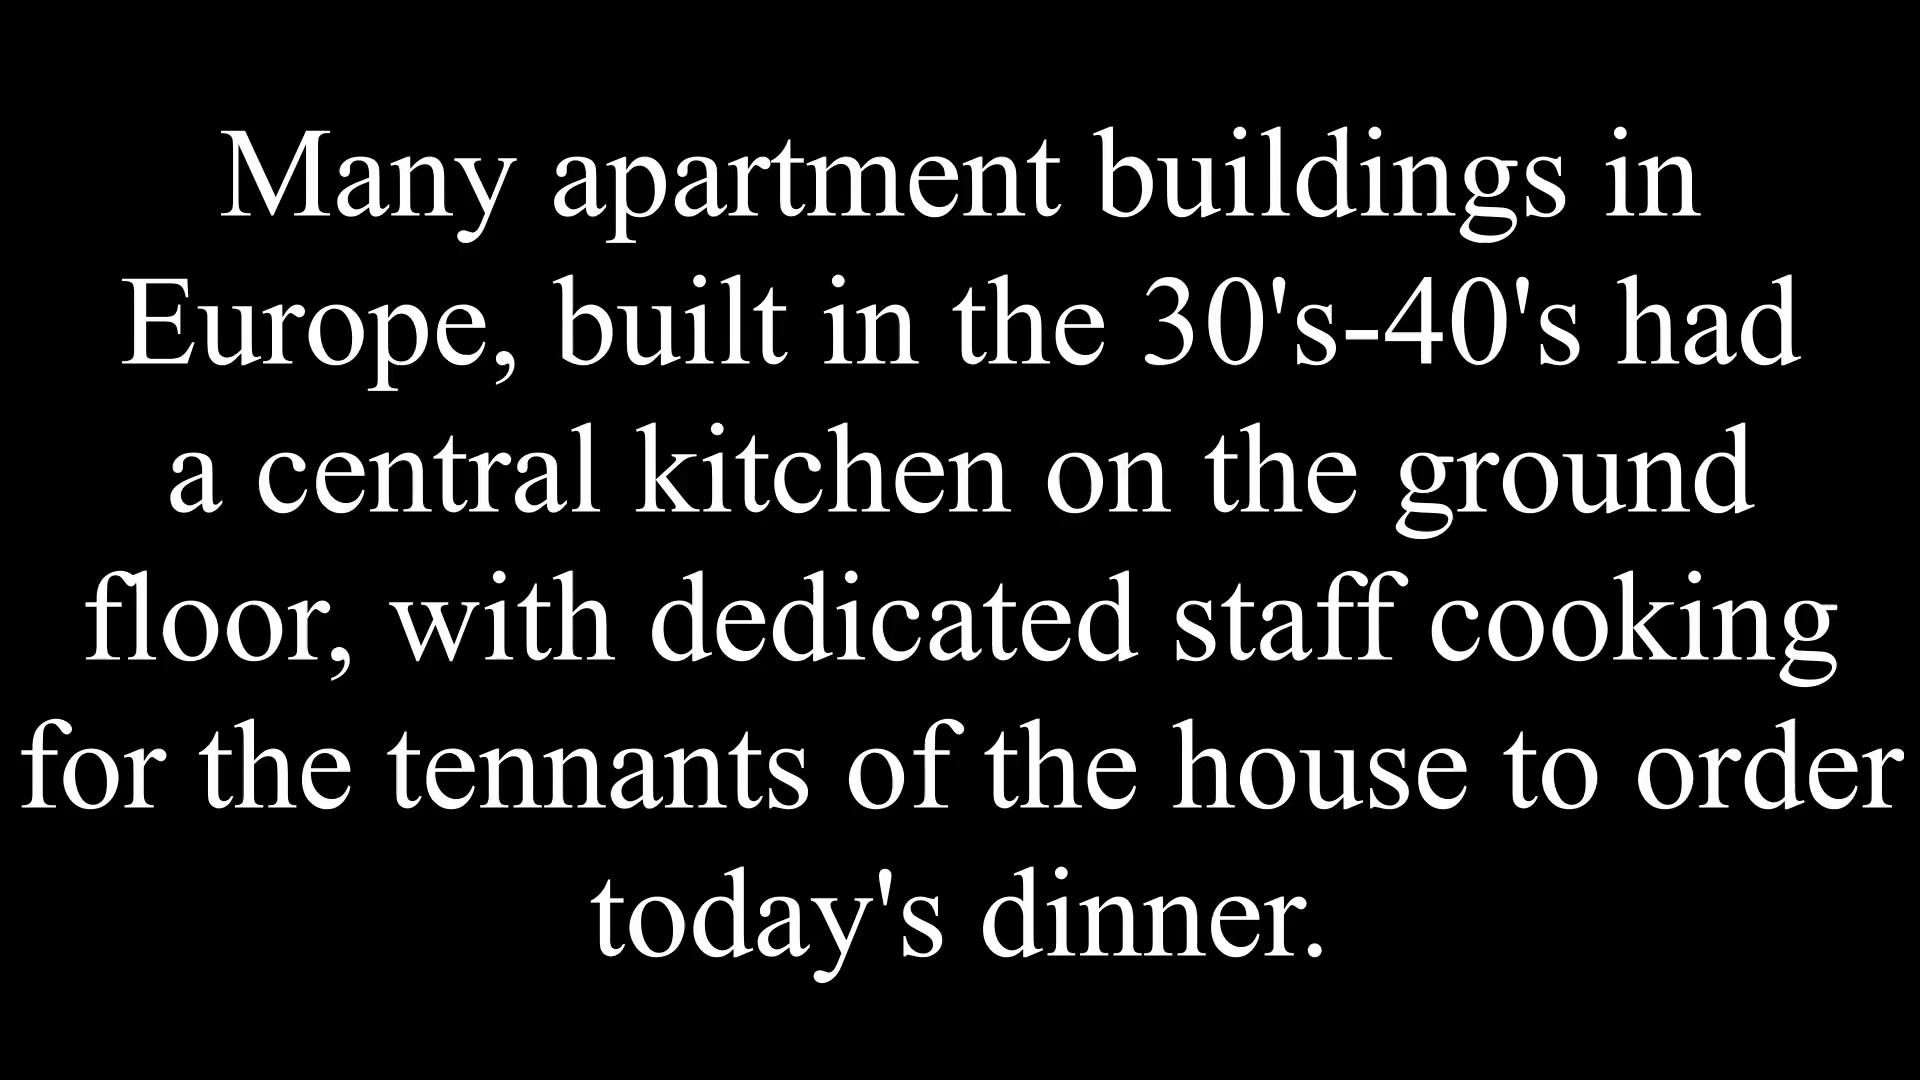 Many apartment buildings in
Europe, built in the 30's-40's had
a central kitchen on the ground
floor, with dedicated staff cooking
for the tennants of the house to order
today's dinner.